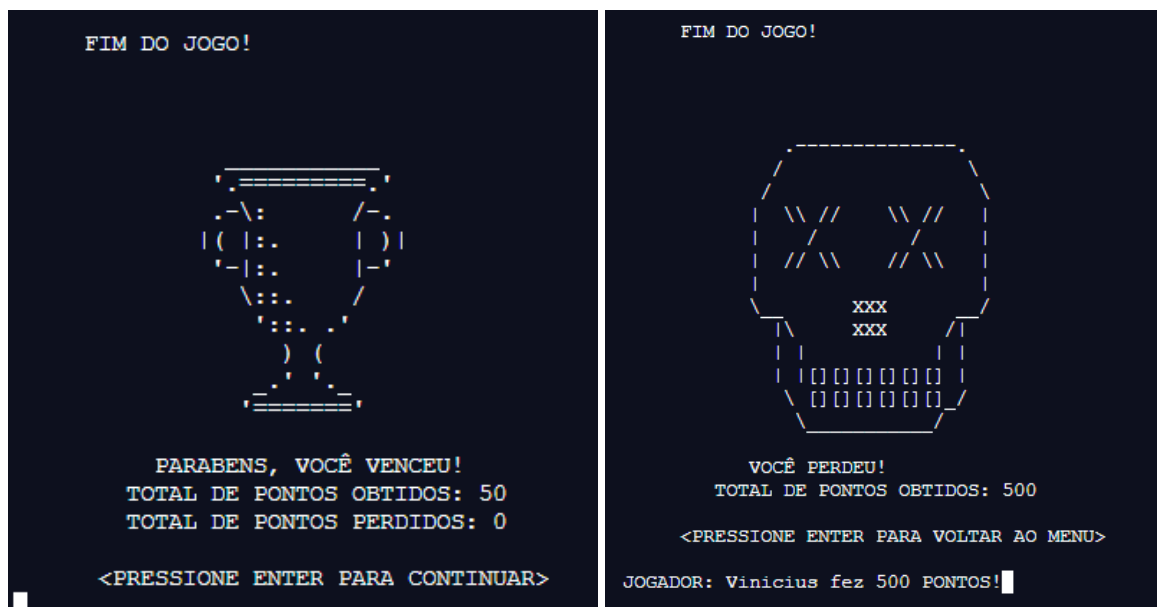 FIM DO JOGO!
PARABENS, VOCÊ VENCEU!
TOTAL DE PONTOS OBTIDOS: 50
TOTAL DE PONTOS PERDIDOS: 0
<PRESSIONE ENTER PARA CONTINUAR>
FIM DO JOGO!
XXX
XXX
VOCÊ PERDEU!
TOTAL DE PONTOS OBTIDOS: 500
<PRESSIONE ENTER PARA VOLTAR AO MENU>
JOGADOR: Vinicius fez 500 PONTOS!